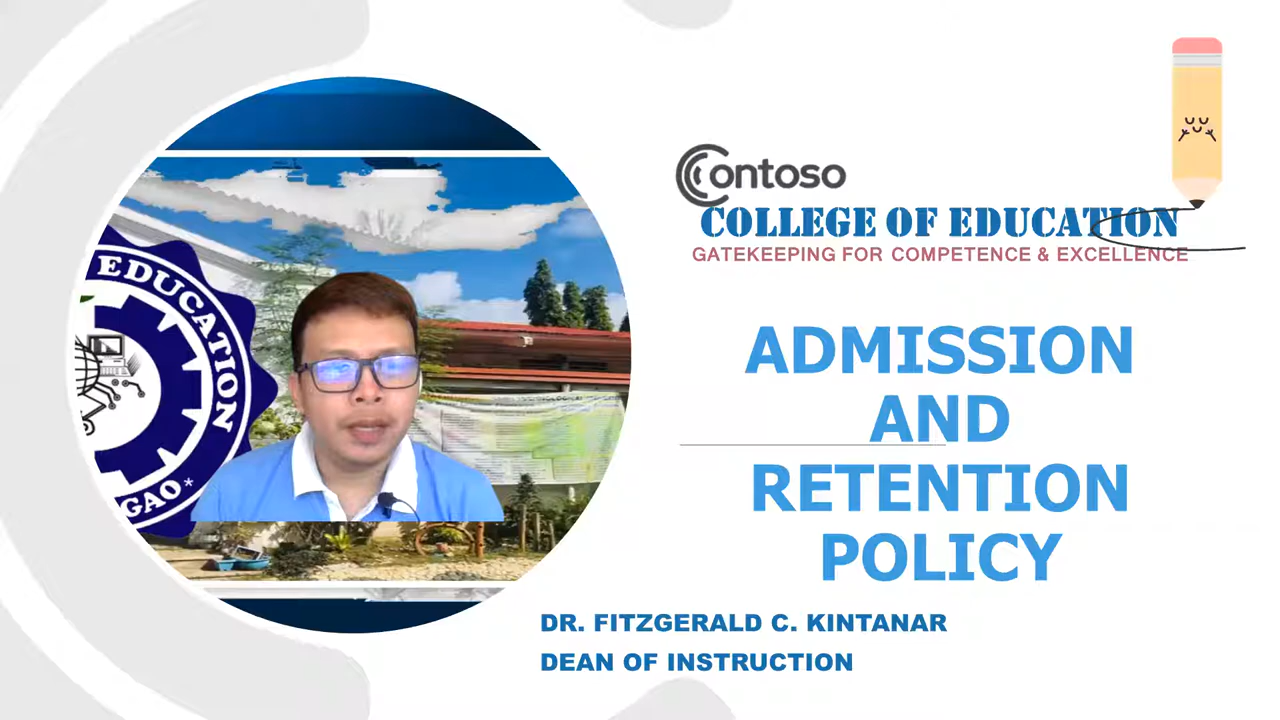 EDUCATION
GAO*
Contoso
COLLEGE OF EDUCATION
GATEKEEPING FOR COMPETENCE & EXCELLENCE
ADMISSION
AND
RETENTION
POLICY
DR. FITZGERALD C. KINTANAR
DEAN OF INSTRUCTION